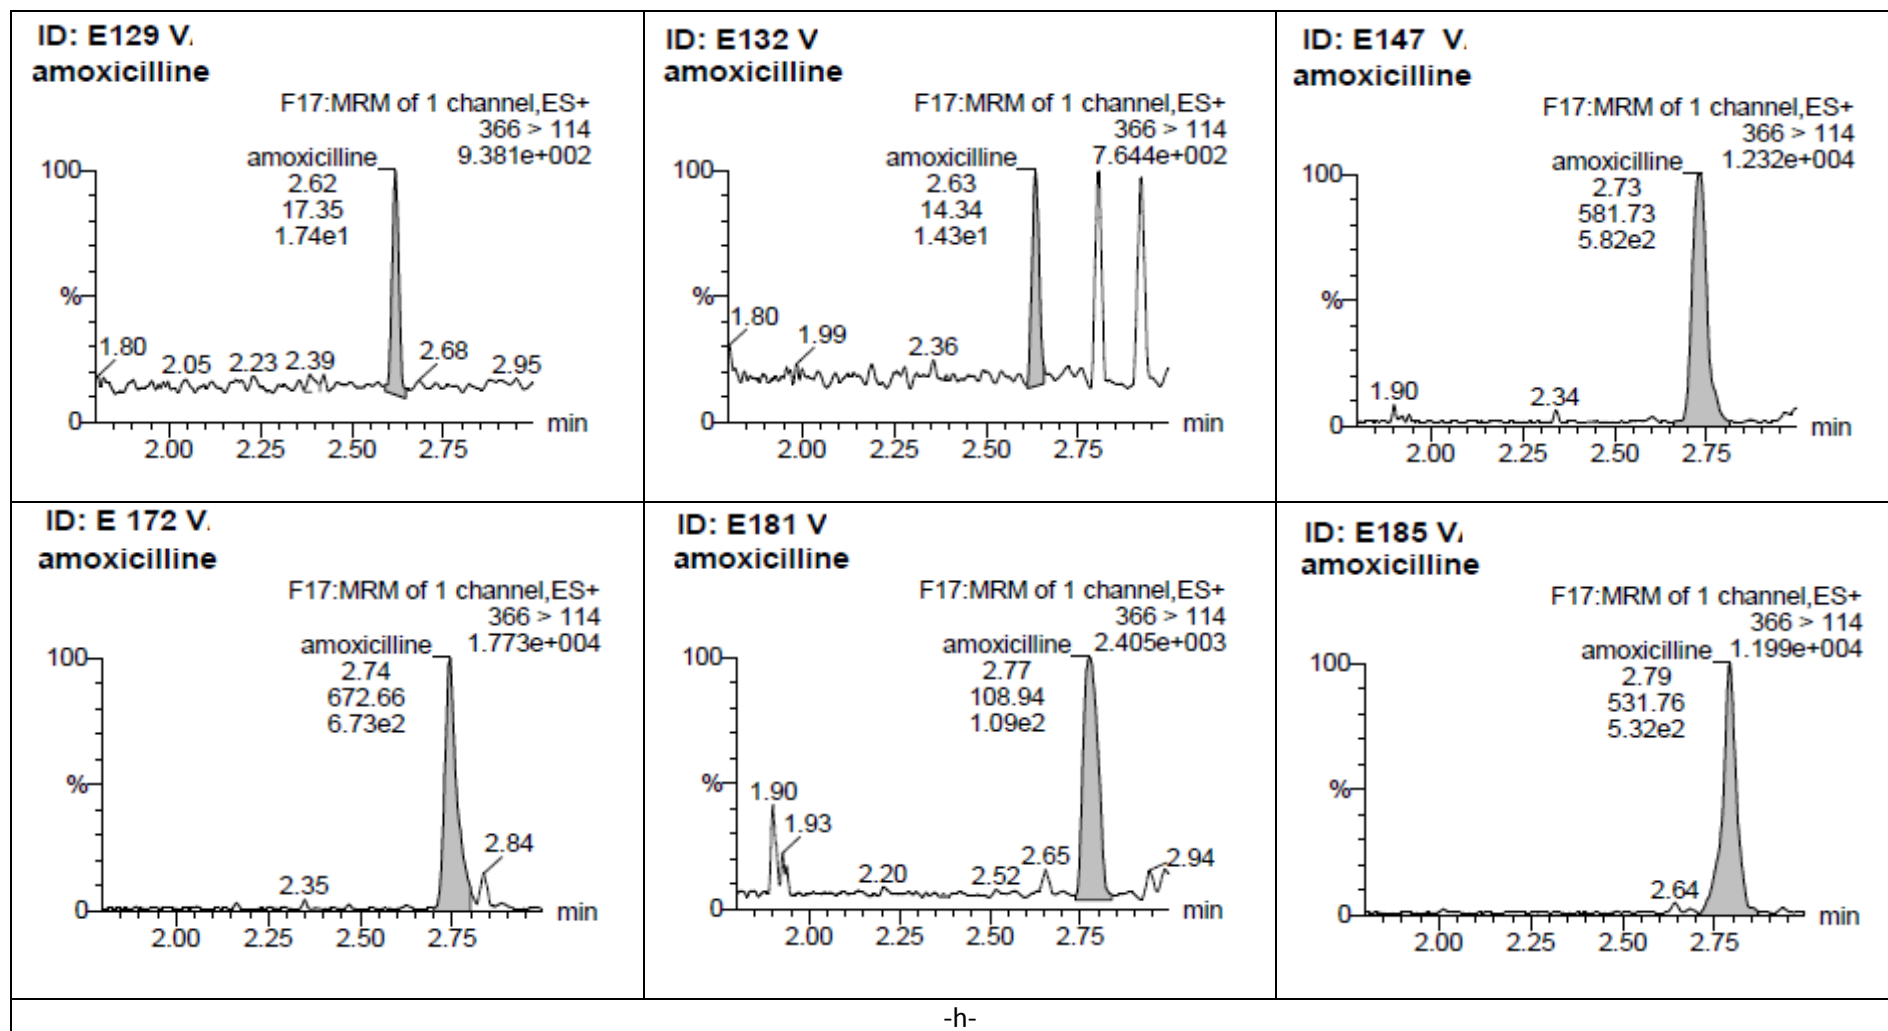 ID: E129 V.
amoxicilline
F17:MRM of 1 channel,ES+
366 > 114
9.381e+002
amoxicilline
2.62
17.35
1.74e1
100
%
0
1.80
2.05
2.23
2.39
2.68
2.95
min
2.00 2.25 2.50 2.75
ID: E132 V
amoxicilline
F17:MRM of 1 channel,ES+
366 > 114
7.644e+002
amoxicilline
2.63
14.34
1.43e1
100
%
0
1.80
1.99
2.36
min
2.00 2.25 2.50 2.75
ID: E147 V.
amoxicilline
F17:MRM of 1 channel,ES+
366 > 114
1.232e+004
amoxicilline
2.73
581.73
5.82e2
100
%
0
1.90
2.34
min
2.00 2.25 2.50 2.75
ID: E 172 V.
amoxicilline
F17:MRM of 1 channel,ES+
366 > 114
1.773e+004
amoxicilline
2.74
672.66
6.73e2
100
%
0
2.35
2.84
min
2.00 2.25 2.50 2.75
ID: E181 V
amoxicilline
F17:MRM of 1 channel,ES+
366 > 114
2.405e+003
amoxicilline
2.77
108.94
1.09e2
100
%
0
1.90
1.93
2.20
2.52
2.65
2.94
min
2.00 2.25 2.50 2.75
ID: E185 V
amoxicilline
F17:MRM of 1 channel,ES+
366 > 114
1.199e+004
amoxicilline
2.79
531.76
5.32e2
100
%
0
2.64
min
2.00 2.25 2.50 2.75
-h-